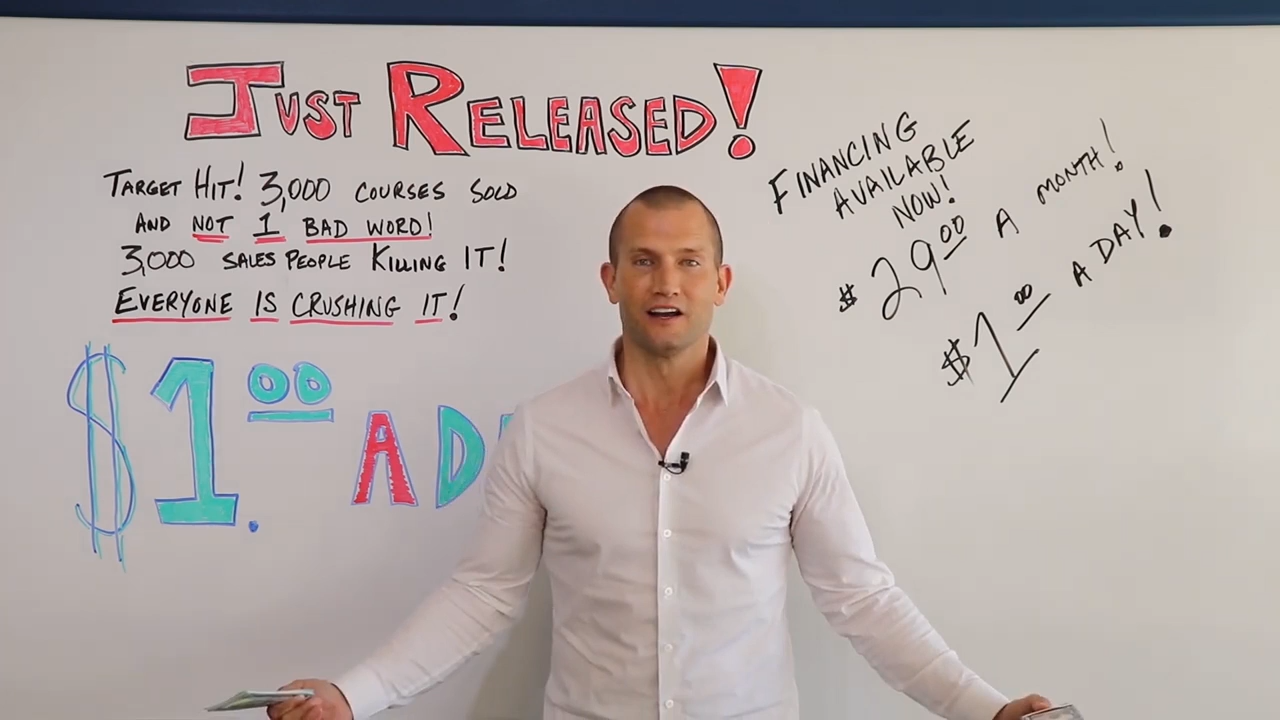 JUST RELEASED!
TARGET HIT! 3,000 COURSES SOLD
AND NOT 1 BAD WORD!
3,000 SALES PEOPLE KILLING IT!
EVERYONE IS CRUSHING IT!
$1.00 A D
FINANCING
AVAILABLE
NOW!
$29.00 A MONTH!
$1.00 A DAY!